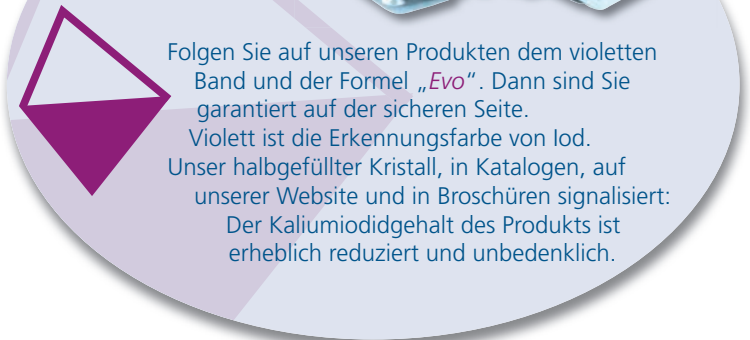 Folgen Sie auf unseren Produkten dem violetten
Band und der Formel „Evo“. Dann sind Sie
garantiert auf der sicheren Seite.
Violett ist die Erkennungsfarbe von Iod.
Unser halbgefüllter Kristall, in Katalogen, auf
unserer Website und in Broschüren signalisiert:
Der Kaliumiodidgehalt des Produkts ist
erheblich reduziert und unbedenklich.